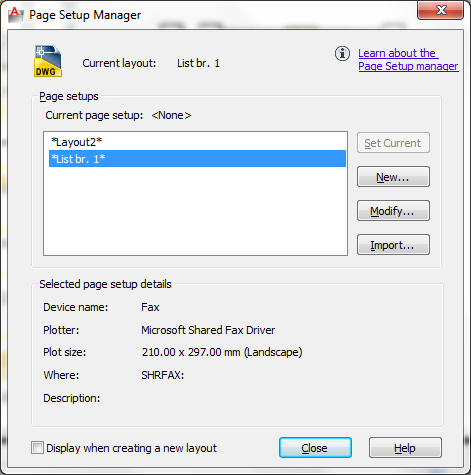 Page Setup Manager
DWG
Current layout: List br. 1
Learn about the
Page Setup manager
Page setups
Current page setup: <None>
*Layout2*
*List br. 1*
Set Current
New...
Modify...
Import...
Selected page setup details
Device name: Fax
Plotter: Microsoft Shared Fax Driver
Plot size: 210.00 x 297.00 mm (Landscape)
Where: SHRFAX:
Description:
Display when creating a new layout
Close
Help